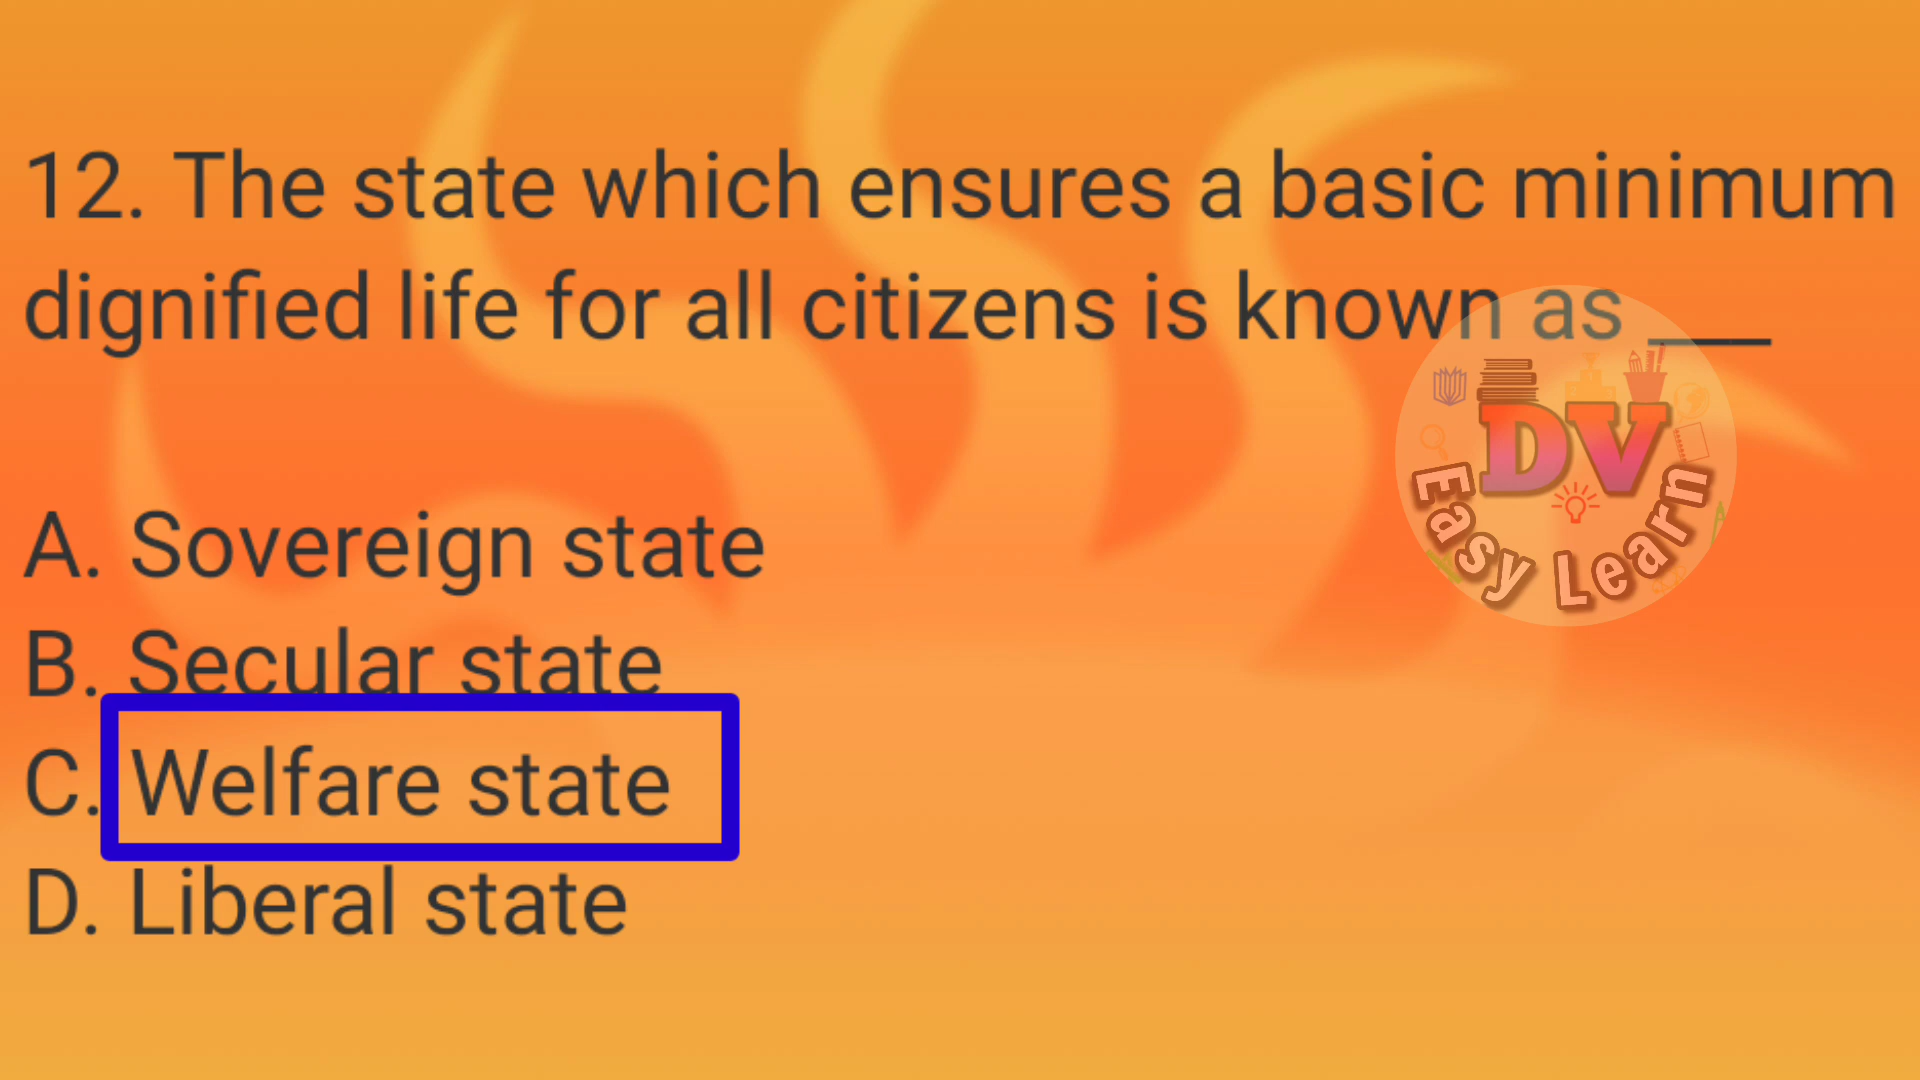 12. The state which ensures a basic minimum
dignified life for all citizens is known as ___
DV
Easy Learn
A. Sovereign state
B. Secular state
C. Welfare state
D. Liberal state